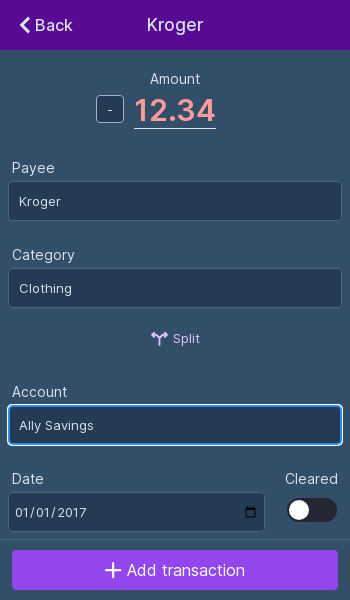 Back
Kroger
Amount
- 12.34
Payee
Kroger
Category
Clothing
Split
Account
Ally Savings
Date
Cleared
01/01/2017
Add transaction